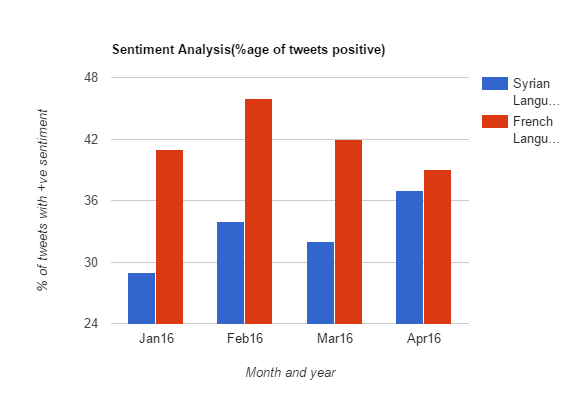 Sentiment Analysis(%age of tweets positive)
48
42
36
30
24
% of tweets with +ve sentiment
Jan16
Feb16
Mar16
Apr16
Month and year
Syrian
Langu...
French
Langu...